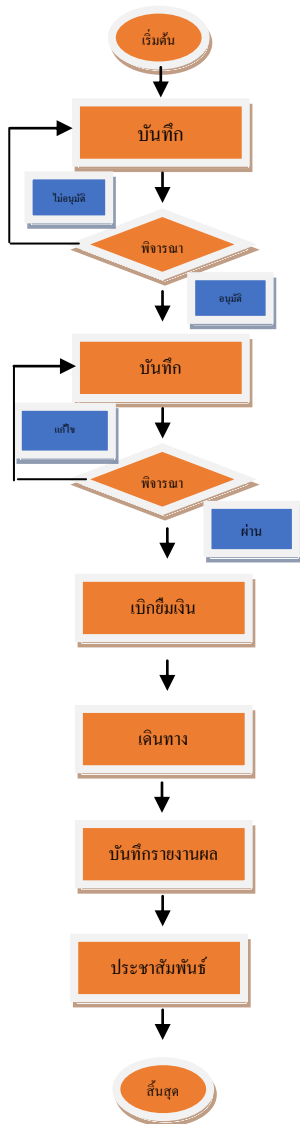 เริ่มต้น
บันทึก
ไม่อนุมัติ
พิจารณา
อนุมัติ
บันทึก
แก้ไข
พิจารณา
ผ่าน
เบิกยืมเงิน
เดินทาง
บันทึกรายงานผล
ประชาสัมพันธ์
สิ้นสุด